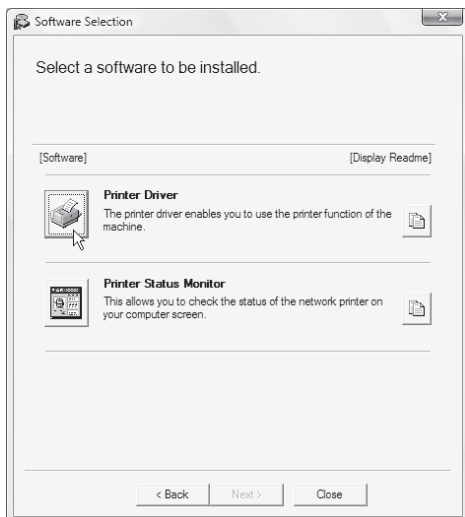 Software Selection
Select a software to be installed.
[Software] [Display Readme]
Printer Driver
The printer driver enables you to use the printer function of the
machine.
Printer Status Monitor
This allows you to check the status of the network printer on
your computer screen.
< Back Next > Close